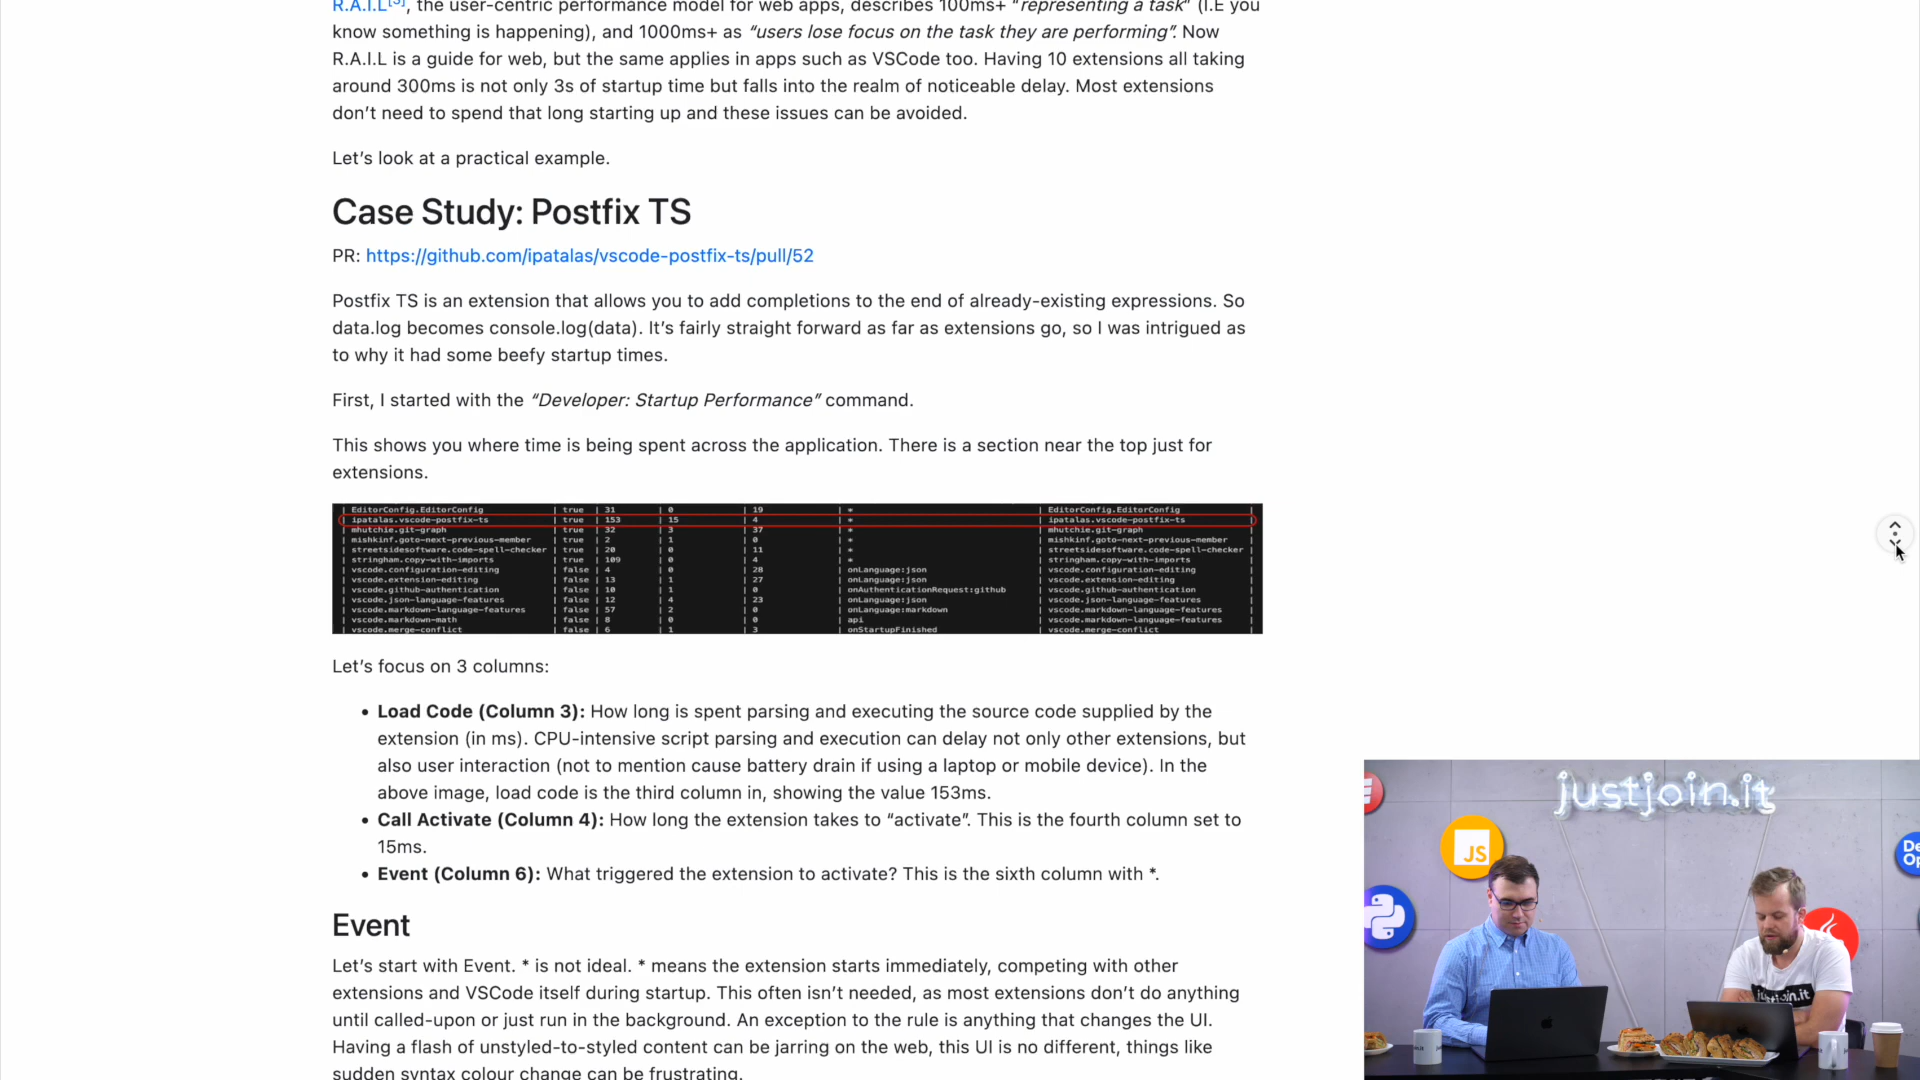 R.A.I.L[3], the user-centric performance model for web apps, describes 100ms+ “representing a task” (I.E you
know something is happening), and 1000ms+ as “users lose focus on the task they are performing”. Now
R.A.I.L is a guide for web, but the same applies in apps such as VSCode too. Having 10 extensions all taking
around 300ms is not only 3s of startup time but falls into the realm of noticeable delay. Most extensions
don’t need to spend that long starting up and these issues can be avoided.
Let’s look at a practical example.
Case Study: Postfix TS
PR: https://github.com/ipatalas/vscode-postfix-ts/pull/52
Postfix TS is an extension that allows you to add completions to the end of already-existing expressions. So
data.log becomes console.log(data). It’s fairly straight forward as far as extensions go, so I was intrigued as
to why it had some beefy startup times.
First, I started with the “Developer: Startup Performance” command.
This shows you where time is being spent across the application. There is a section near the top just for
extensions.
| EditorConfig.EditorConfig | true | 31 | 0 | 19 | * | EditorConfig.EditorConfig |
| ipatalas.vscode-postfix-ts | true | 153 | 15 | 4 | * | ipatalas.vscode-postfix-ts |
| mhutchie.git-graph | true | 32 | 3 | 37 | * | mhutchie.git-graph |
| mishkinf.goto-next-previous-member | true | 2 | 1 | 0 | * | mishkinf.goto-next-previous-member |
| streetsidesoftware.code-spell-checker | true | 20 | 0 | 11 | * | streetsidesoftware.code-spell-checker |
| stringham.copy-with-imports | true | 109 | 0 | 4 | * | stringham.copy-with-imports |
| vscode.configuration-editing | false | 4 | 0 | 28 | onLanguage:json | vscode.configuration-editing |
| vscode.extension-editing | false | 13 | 1 | 27 | onLanguage:json | vscode.extension-editing |
| vscode.github-authentication | false | 10 | 1 | 0 | onAuthenticationRequest:github | vscode.github-authentication |
| vscode.json-language-features | false | 12 | 4 | 23 | onLanguage:json | vscode.json-language-features |
| vscode.markdown-language-features | false | 57 | 2 | 0 | onLanguage:markdown | vscode.markdown-language-features |
| vscode.markdown-math | false | 8 | 0 | 0 | api | vscode.markdown-language-features |
| vscode.merge-conflict | false | 6 | 1 | 3 | onStartupFinished | vscode.merge-conflict |
Let’s focus on 3 columns:
• Load Code (Column 3): How long is spent parsing and executing the source code supplied by the
extension (in ms). CPU-intensive script parsing and execution can delay not only other extensions, but
also user interaction (not to mention cause battery drain if using a laptop or mobile device). In the
above image, load code is the third column in, showing the value 153ms.
• Call Activate (Column 4): How long the extension takes to “activate”. This is the fourth column set to
15ms.
• Event (Column 6): What triggered the extension to activate? This is the sixth column with *.
Event
Let’s start with Event. * is not ideal. * means the extension starts immediately, competing with other
extensions and VSCode itself during startup. This often isn’t needed, as most extensions don’t do anything
until called-upon or just run in the background. An exception to the rule is anything that changes the UI.
Having a flash of unstyled-to-styled content can be jarring on the web, this UI is no different, things like
sudden syntax colour change can be frustrating.
justjoin.it
JS
De
Op
justjoin.it